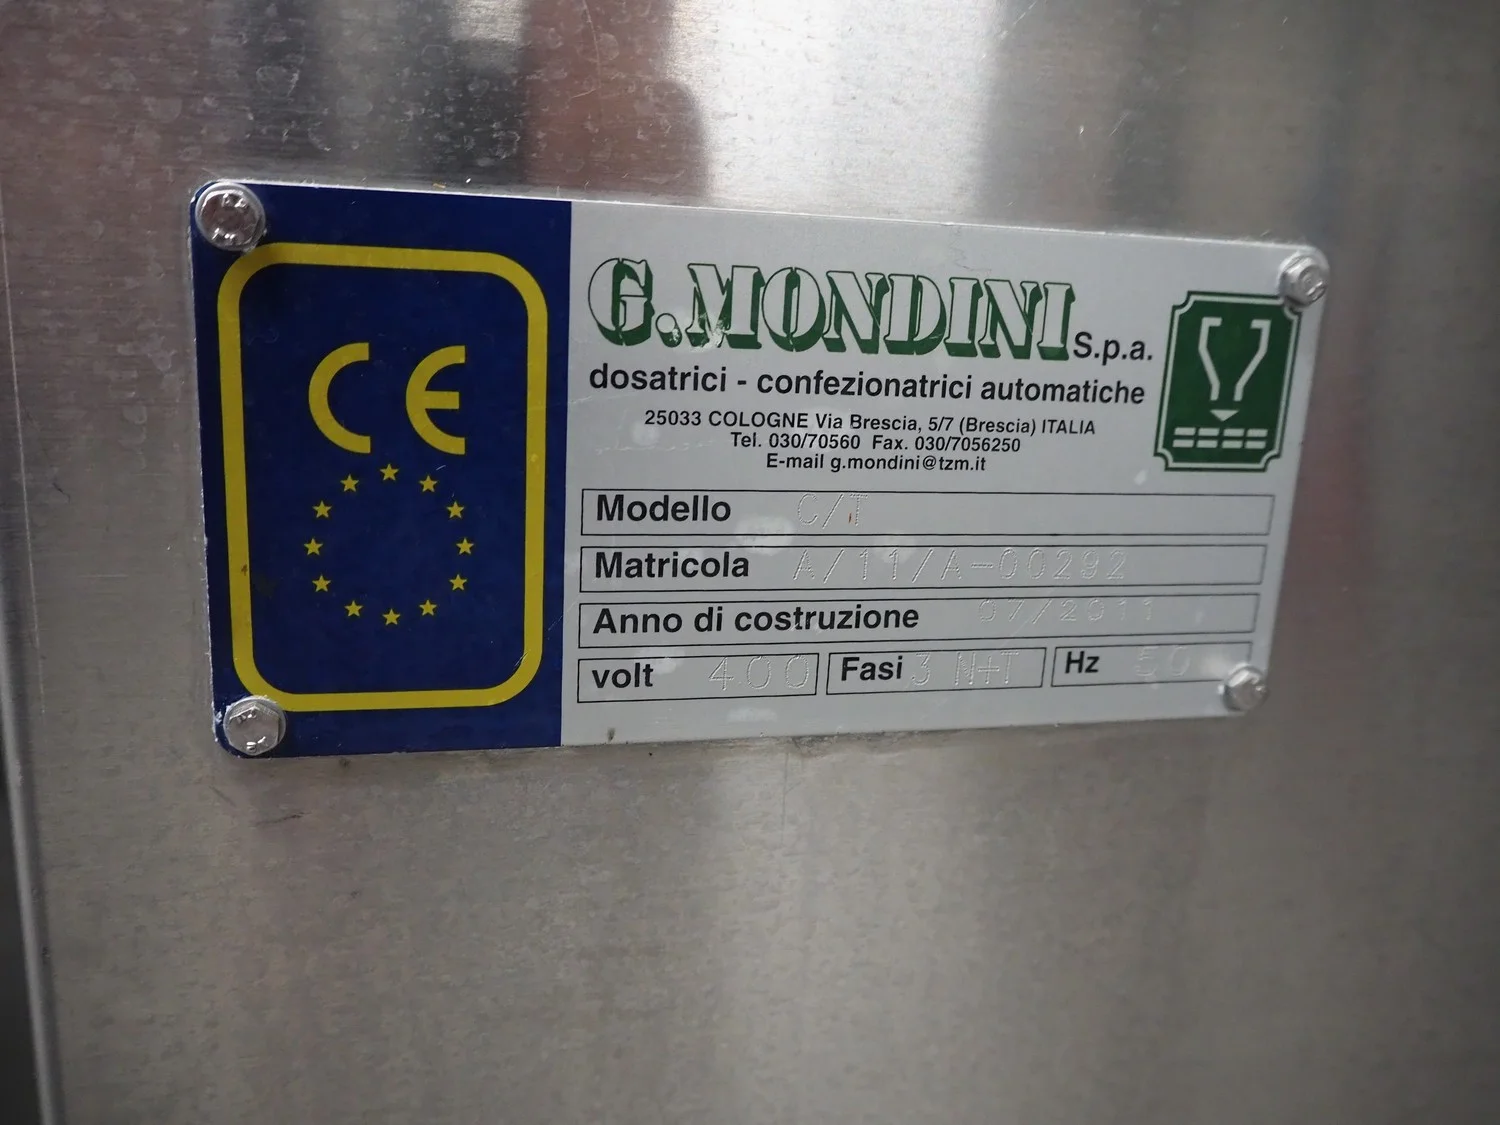 CE
G.MONDINI S.p.a.
dosatrici - confezionatrici automatiche
25033 COLOGNE Via Brescia, 5/7 (Brescia) ITALIA
Tel. 030/70560 Fax. 030/7056250
E-mail g.mondini@tzm.it
Modello C/T
Matricola A/11/A-00292
Anno di costruzione 07/2011
volt 400 Fasi 3 N+T Hz 50